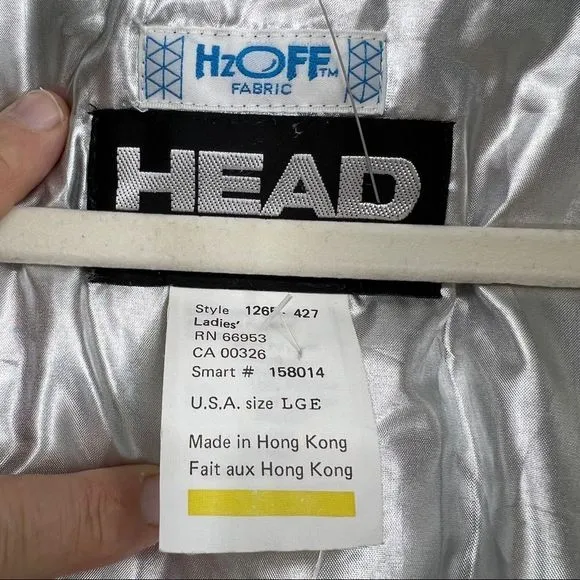 H2OFF™
FABRIC
HEAD
Style 427
Ladies'
RN 66953
CA 00326
Smart # 158014
U.S.A. size LGE
Made in Hong Kong
Fait aux Hong Kong